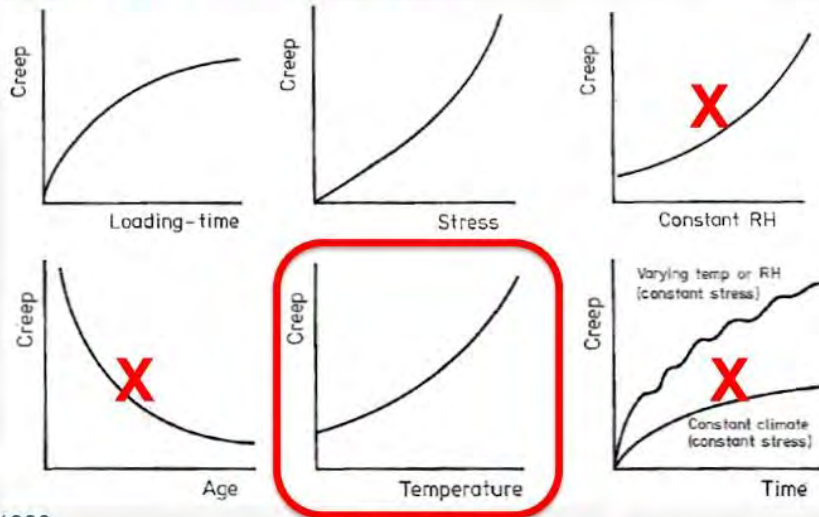 Creep
Loading-time
Creep
Stress
Creep
X
Constant RH
Creep
X
Age
Creep
Temperature
Creep
Varying temp or RH
(constant stress)
X
Constant climate
(constant stress)
Time